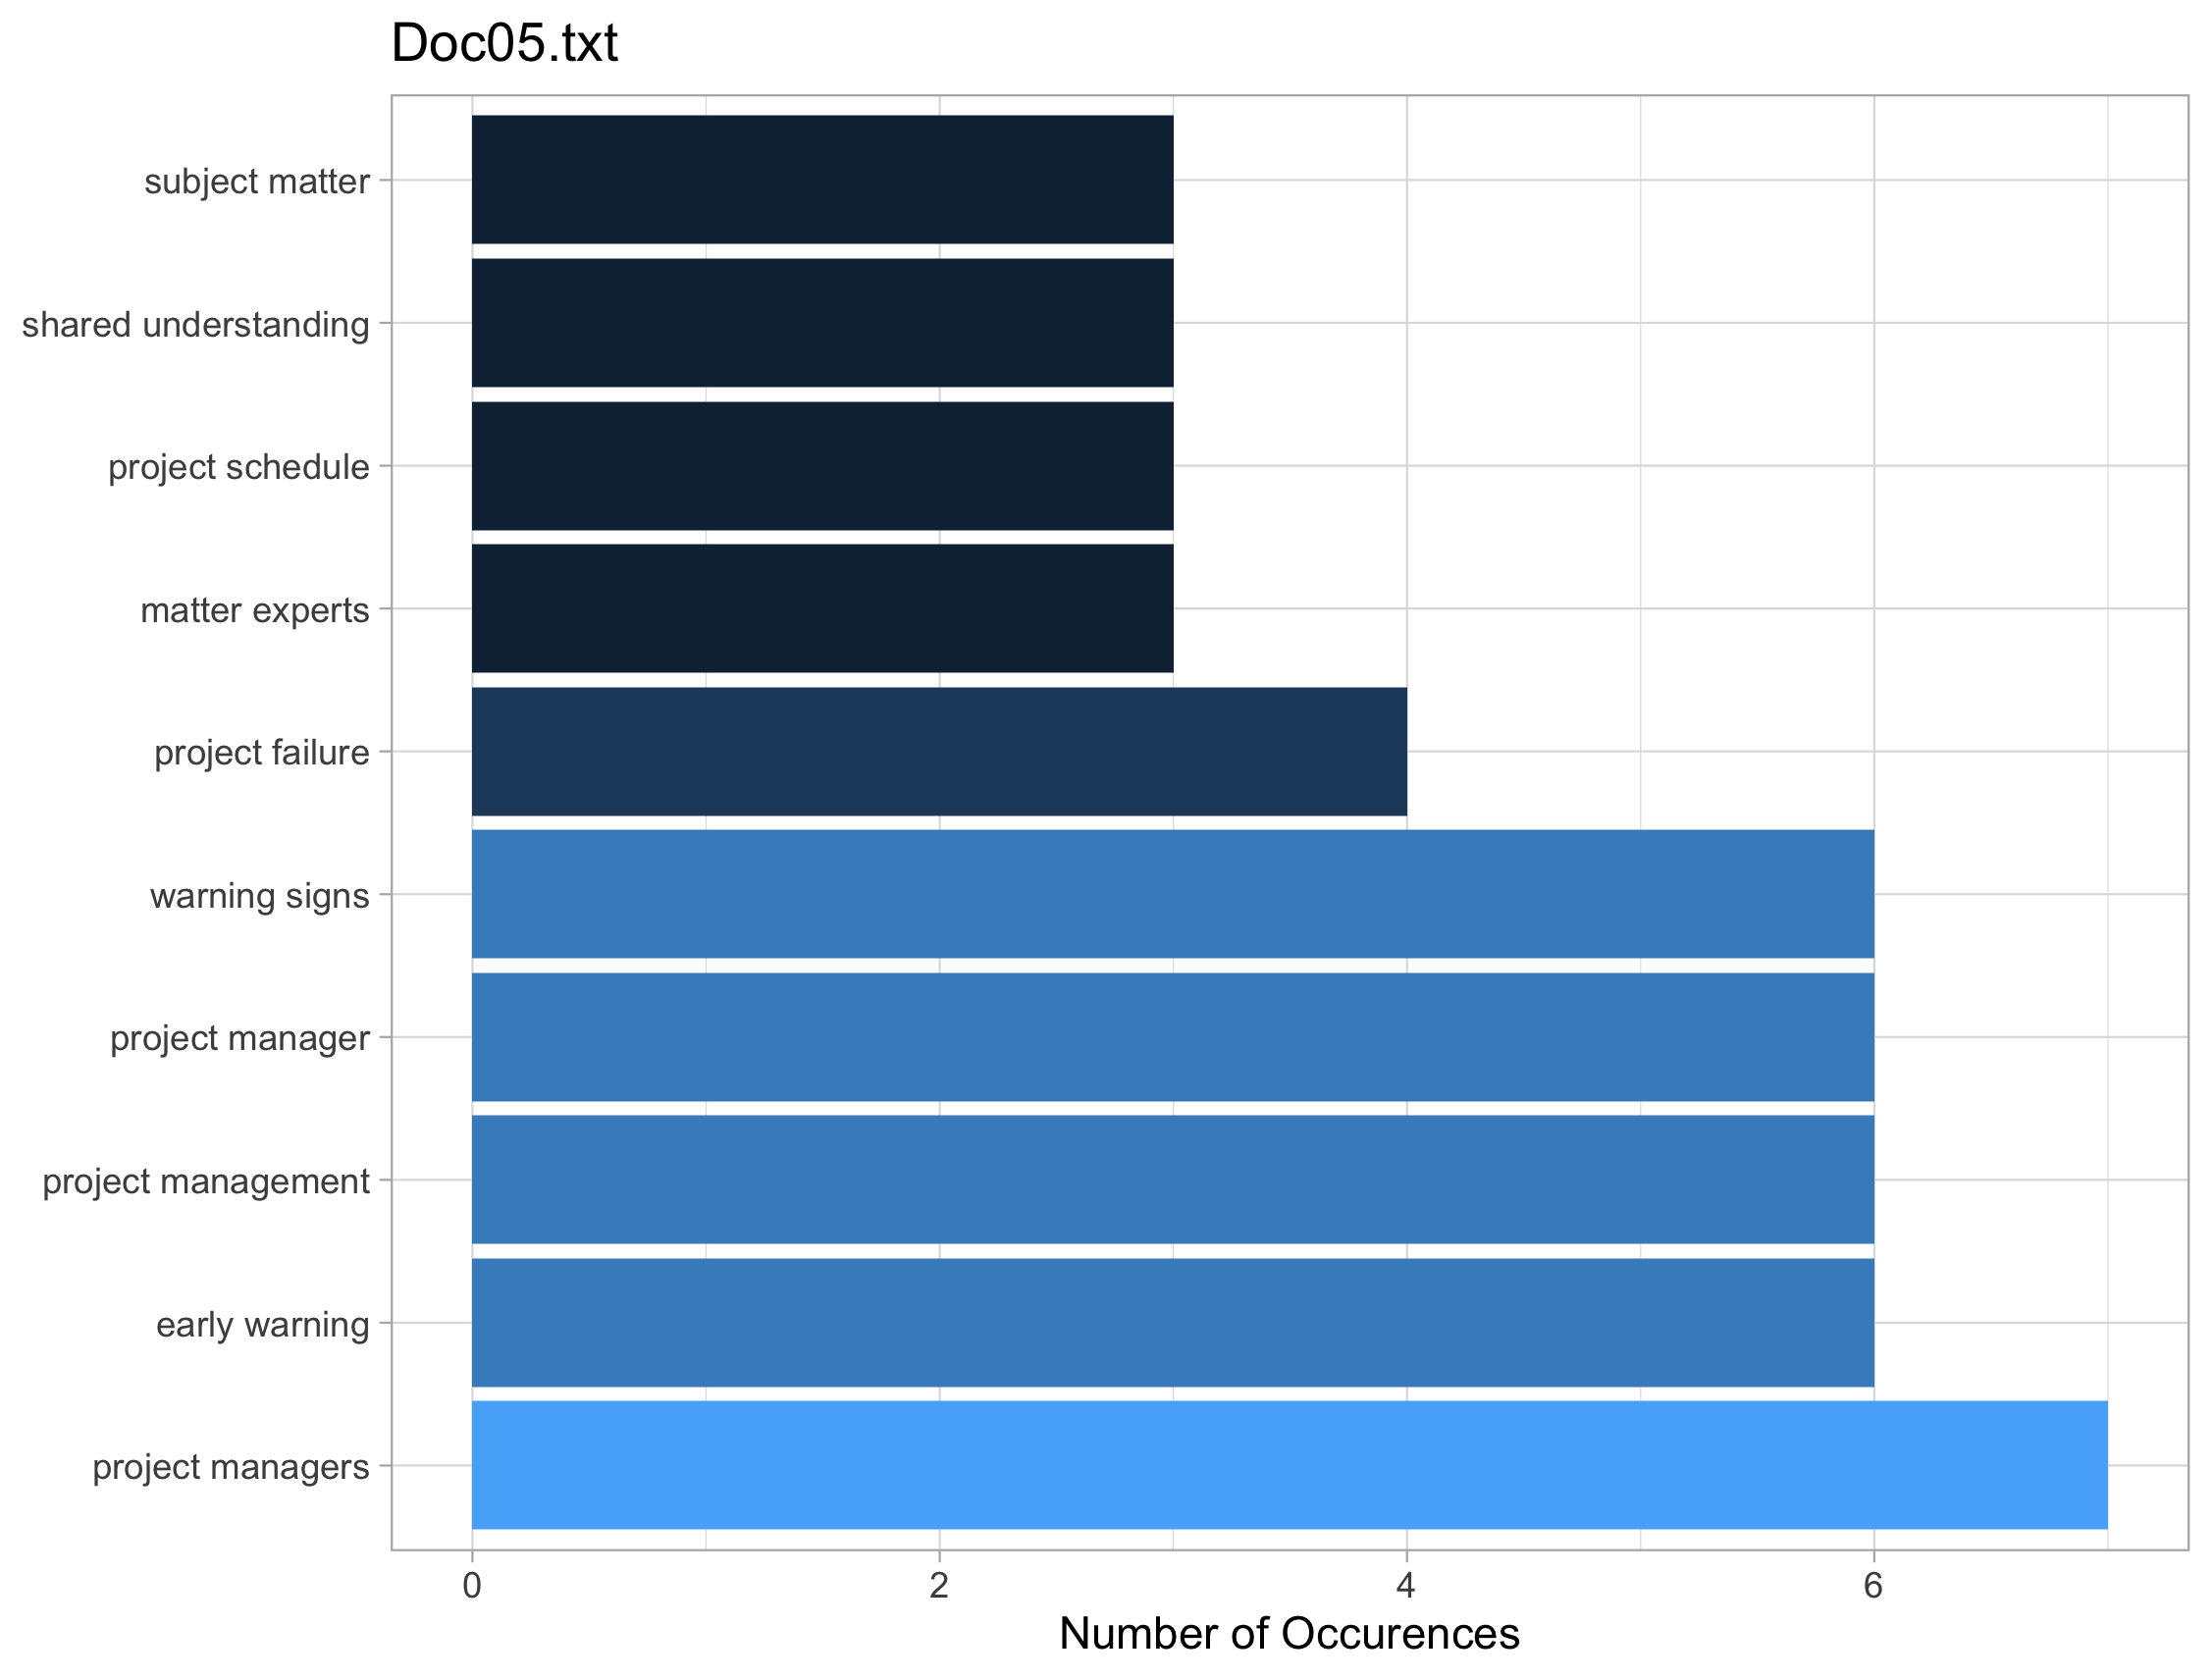 Doc05.txt
subject matter
shared understanding
project schedule
matter experts
project failure
warning signs
project manager
project management
early warning
project managers
0 2 4 6
Number of Occurences